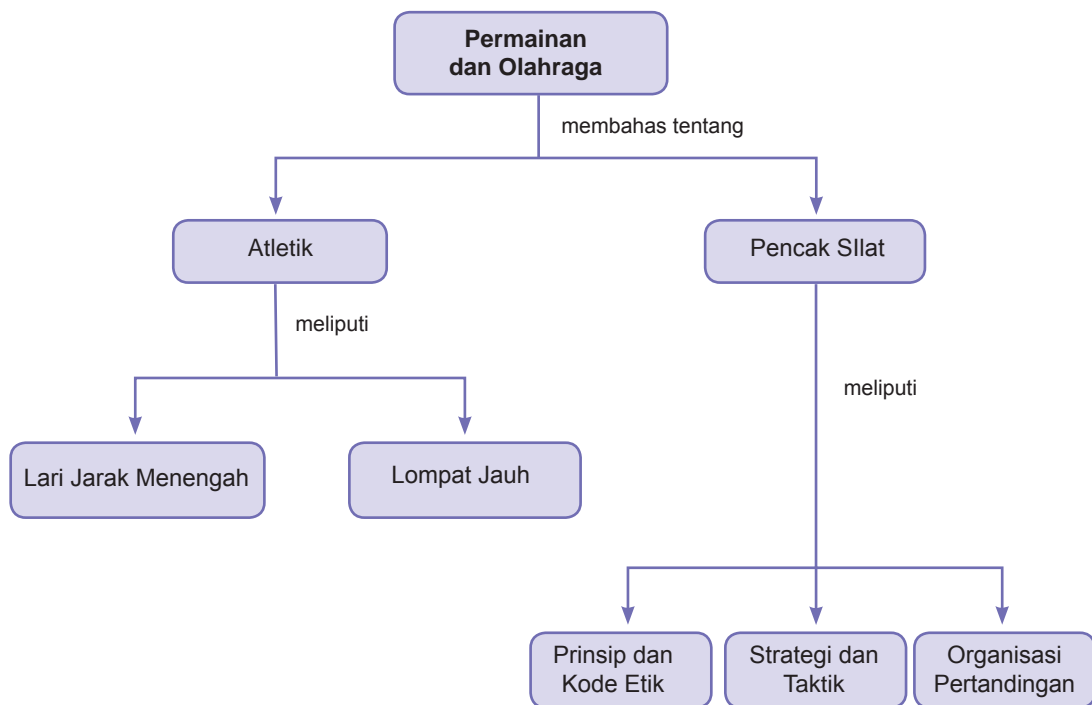 Permainan
dan Olahraga
membahas tentang
Atletik
Pencak SIlat
meliputi
meliputi
Lari Jarak Menengah
Lompat Jauh
Prinsip dan
Kode Etik
Strategi dan
Taktik
Organisasi
Pertandingan